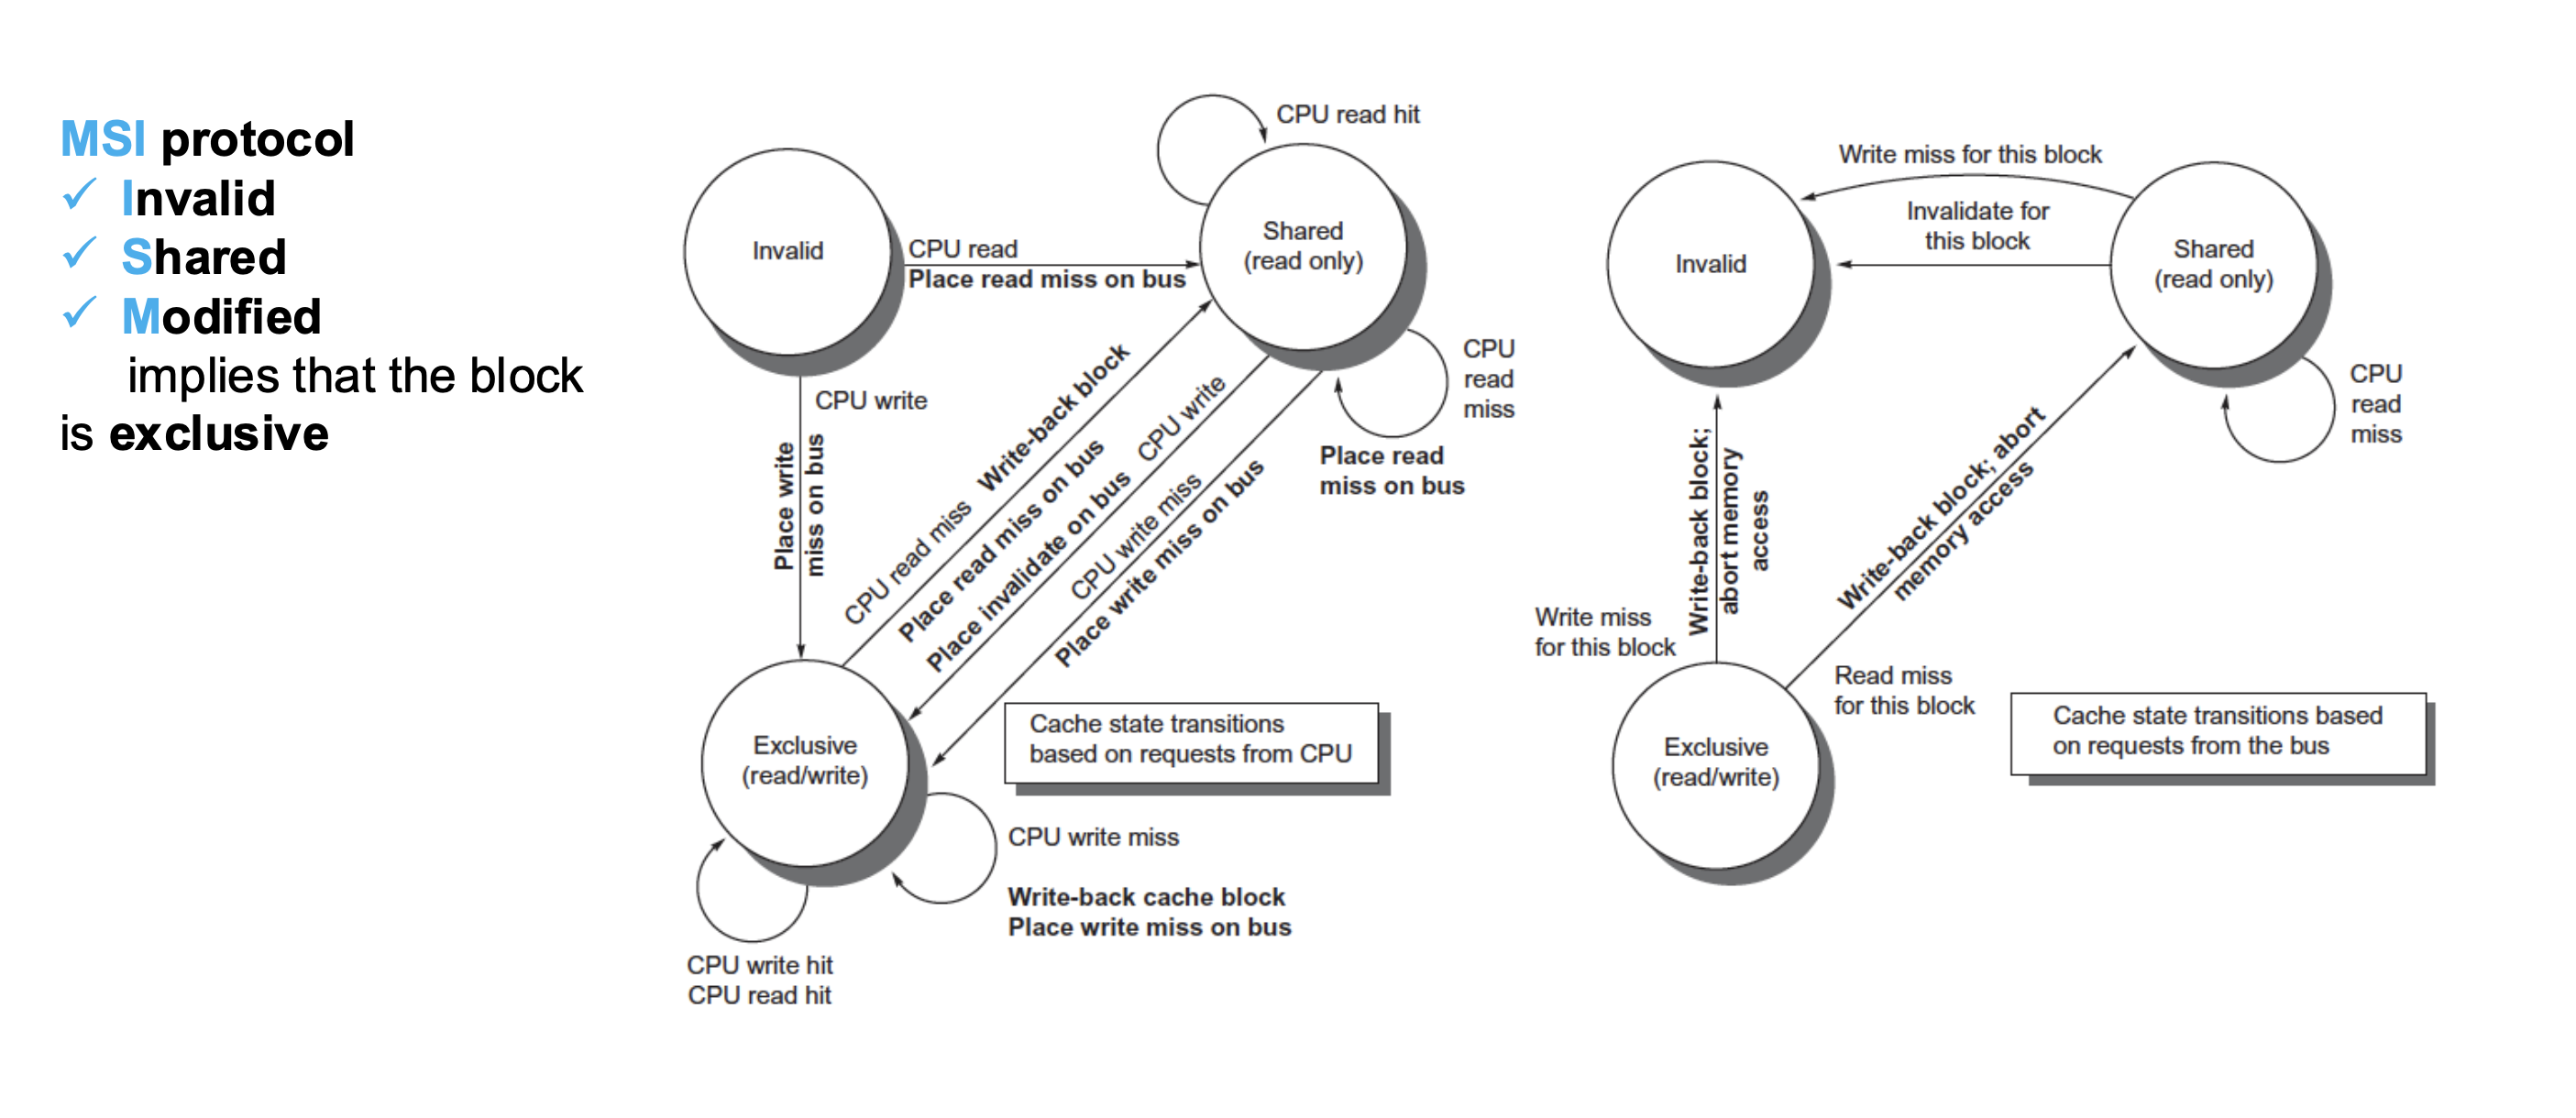 MSI protocol
✓ Invalid
✓ Shared
✓ Modified
implies that the block
is exclusive
Invalid
CPU read
Place read miss on bus
CPU read hit
Shared
(read only)
CPU
read
miss
Place read
miss on bus
CPU write
Place write
miss on bus
CPU read miss Write-back block
Place read miss on bus
Place invalidate on bus CPU write
CPU write miss
Place write miss on bus
Exclusive
(read/write)
Cache state transitions
based on requests from CPU
CPU write miss
Write-back cache block
Place write miss on bus
CPU write hit
CPU read hit
Invalid
Write miss for this block
Invalidate for
this block
Shared
(read only)
CPU
read
miss
Write-back block;
abort memory
access
Write-back block; abort
memory access
Write miss
for this block
Read miss
for this block
Exclusive
(read/write)
Cache state transitions based
on requests from the bus